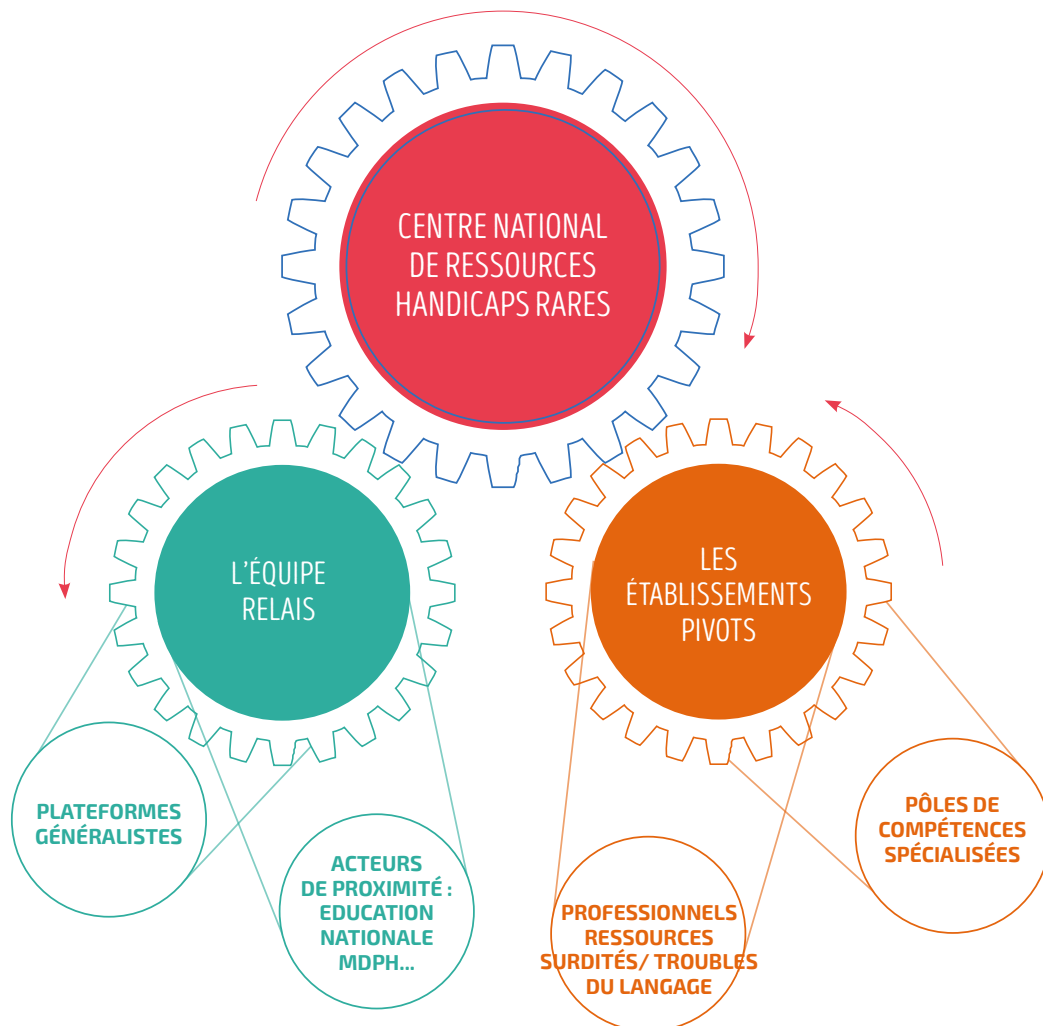 CENTRE NATIONAL
DE RESSOURCES
HANDICAPS RARES
L'ÉQUIPE
RELAIS
LES
ÉTABLISSEMENTS
PIVOTS
PLATEFORMES
GÉNÉRALISTES
ACTEURS
DE PROXIMITÉ :
EDUCATION
NATIONALE
MDPH...
PROFESSIONNELS
RESSOURCES
SURDITÉS/ TROUBLES
DU LANGAGE
PÔLES DE
COMPÉTENCES
SPÉCIALISÉES